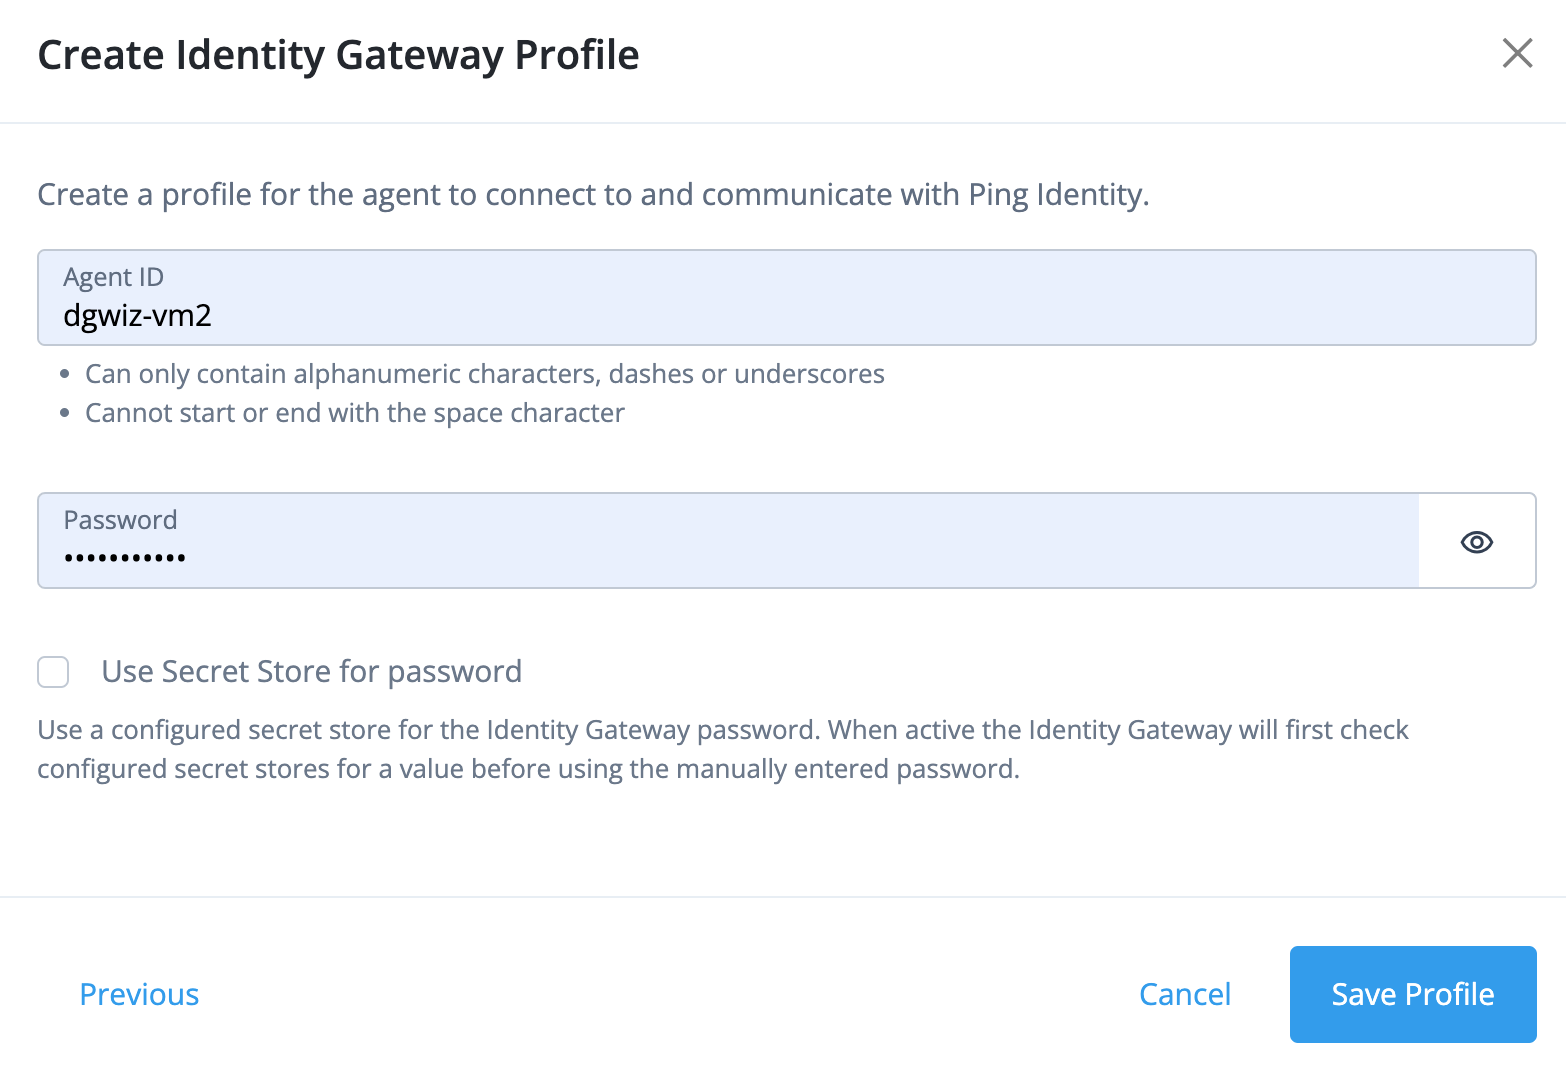 Create Identity Gateway Profile
Create a profile for the agent to connect to and communicate with Ping Identity.
Agent ID
dgwiz-vm2
• Can only contain alphanumeric characters, dashes or underscores
• Cannot start or end with the space character
Password
•••••••••••
Use Secret Store for password
Use a configured secret store for the Identity Gateway password. When active the Identity Gateway will first check
configured secret stores for a value before using the manually entered password.
Previous
Cancel
Save Profile